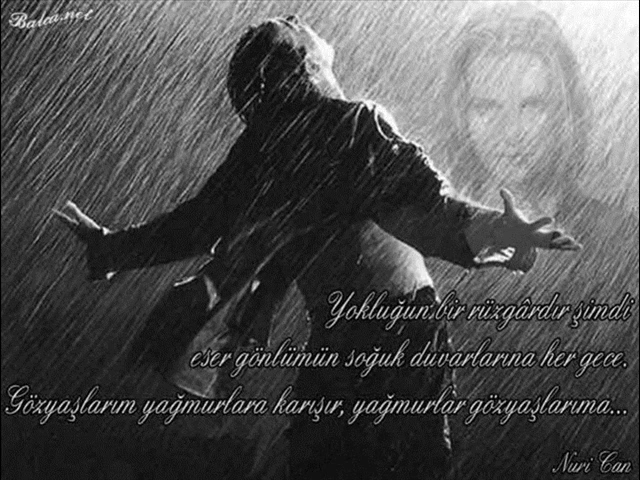 Balca.net
Yokluğun bir rüzgârdır şimdi
eser gönlümün soğuk duvarlarına her gece.
Gözyaşlarım yağmurlara karışır, yağmurlar gözyaşlarıma...
Nuri Can